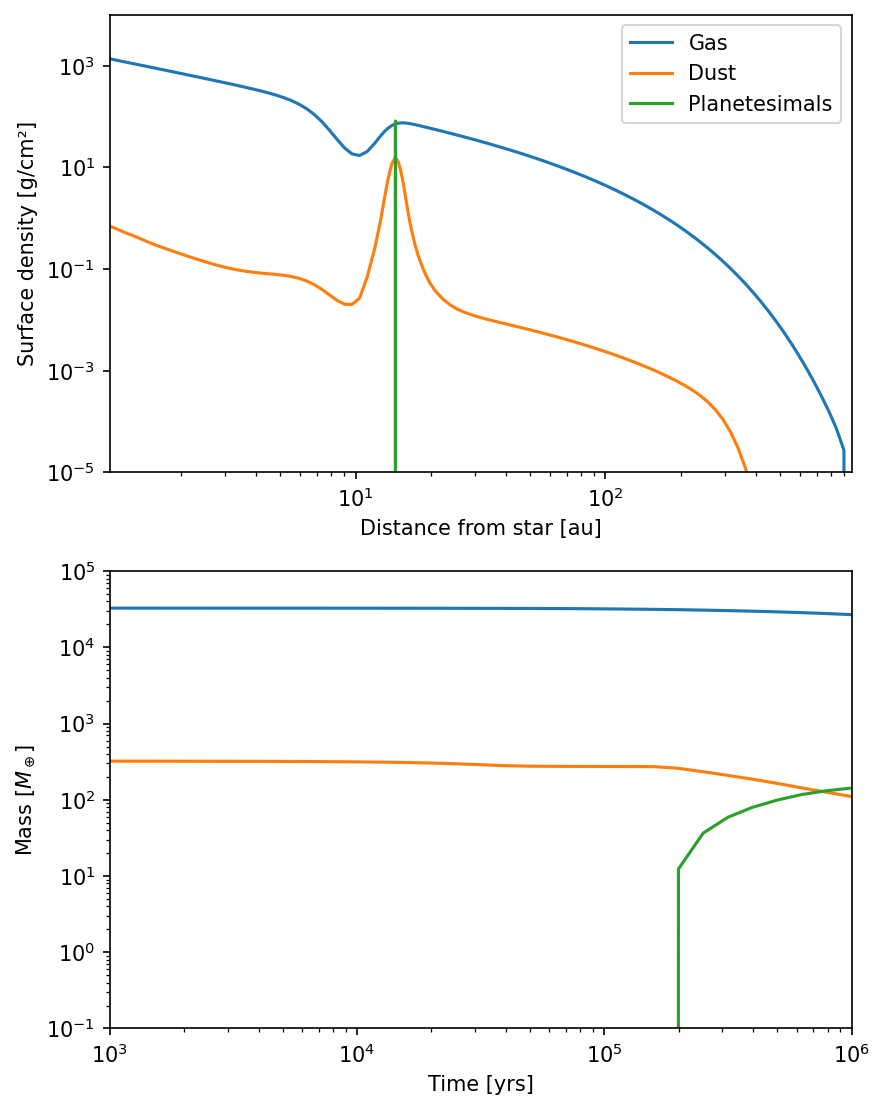 10³
10¹
10⁻¹
10⁻³
10⁻⁵
Surface density [g/cm²]
Gas
Dust
Planetesimals
10¹
10²
Distance from star [au]
10⁵
10⁴
10³
10²
10¹
10⁰
10⁻¹
Mass [M⊕]
10³
10⁴
10⁵
10⁶
Time [yrs]